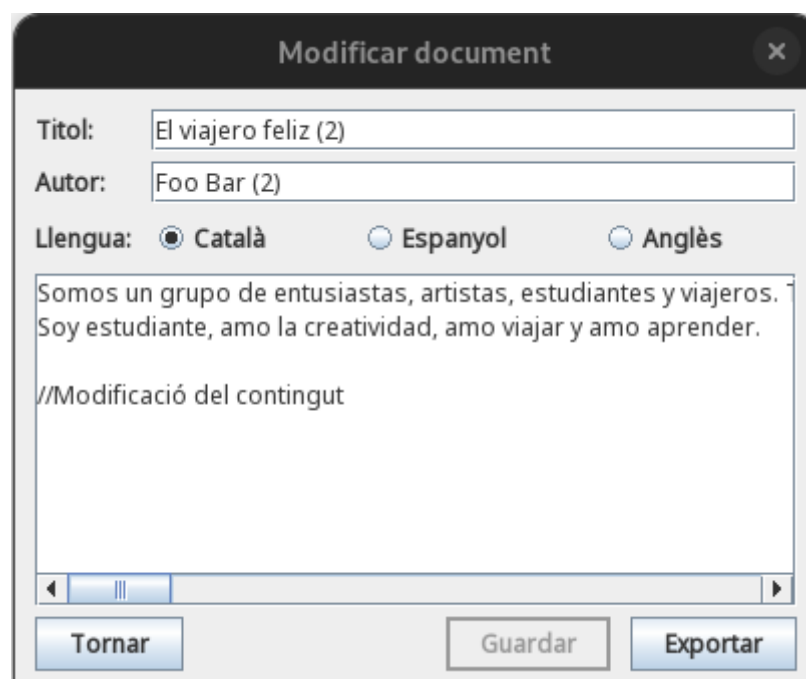 Modificar document
Titol: El viajero feliz (2)
Autor: Foo Bar (2)
Llengua: Català Espanyol Anglès
Somos un grupo de entusiastas, artistas, estudiantes y viajeros.
Soy estudiante, amo la creatividad, amo viajar y amo aprender.
//Modificació del contingut
Tornar Guardar Exportar